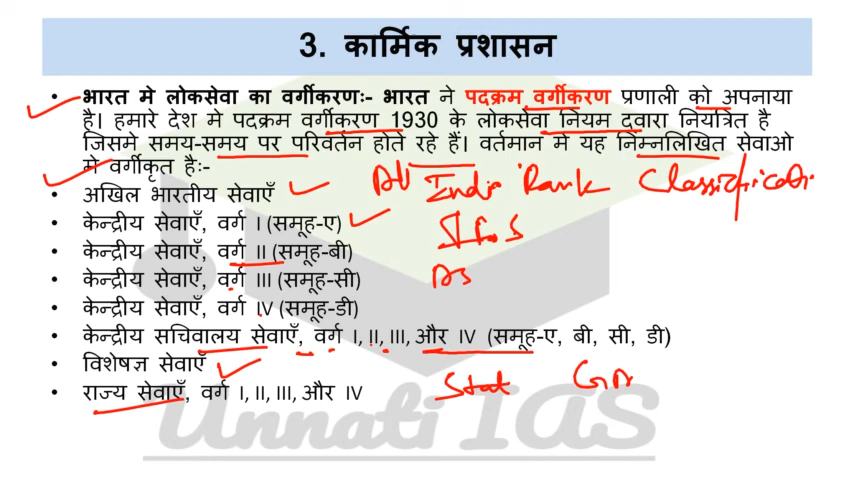 3. कार्मिक प्रशासन
• भारत मे लोकसेवा का वर्गीकरणः- भारत ने पदक्रम वर्गीकरण प्रणाली को अपनाया
है। हमारे देश मे पदक्रम वर्गीकरण 1930 के लोकसेवा नियम दवारा नियंत्रित है
जिसमे समय-समय पर परिवर्तन होते रहे हैं। वर्तमान मे यह निम्नलिखित सेवाओ
मे वर्गीकृत हैः-
• अखिल भारतीय सेवाएँ
All India Rank Classification
• केन्द्रीय सेवाएँ, वर्ग I (समूह-ए)
• केन्द्रीय सेवाएँ, वर्ग II (समूह-बी)
• केन्द्रीय सेवाएँ, वर्ग III (समूह-सी)
• केन्द्रीय सेवाएँ, वर्ग IV (समूह-डी)
• केन्द्रीय सचिवालय सेवाएँ, वर्ग I, II, III, और IV (समूह-ए, बी, सी, डी)
• विशेषज्ञ सेवाएँ
• राज्य सेवाएँ, वर्ग I, II, III, और IV
Unnati IAS